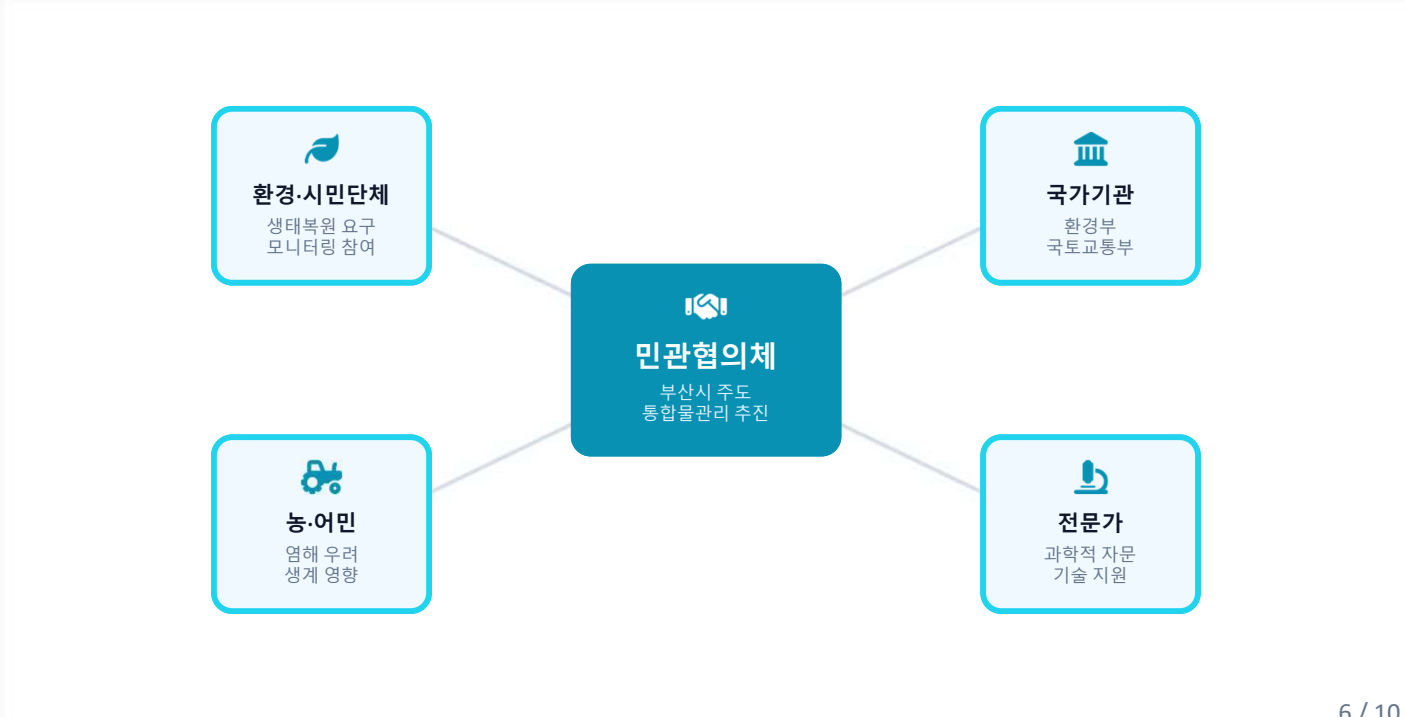 환경·시민단체
생태복원 요구
모니터링 참여
국가기관
환경부
국토교통부
민관협의체
부산시 주도
통합물관리 추진
농·어민
염해 우려
생계 영향
전문가
과학적 자문
기술 지원
6 / 10